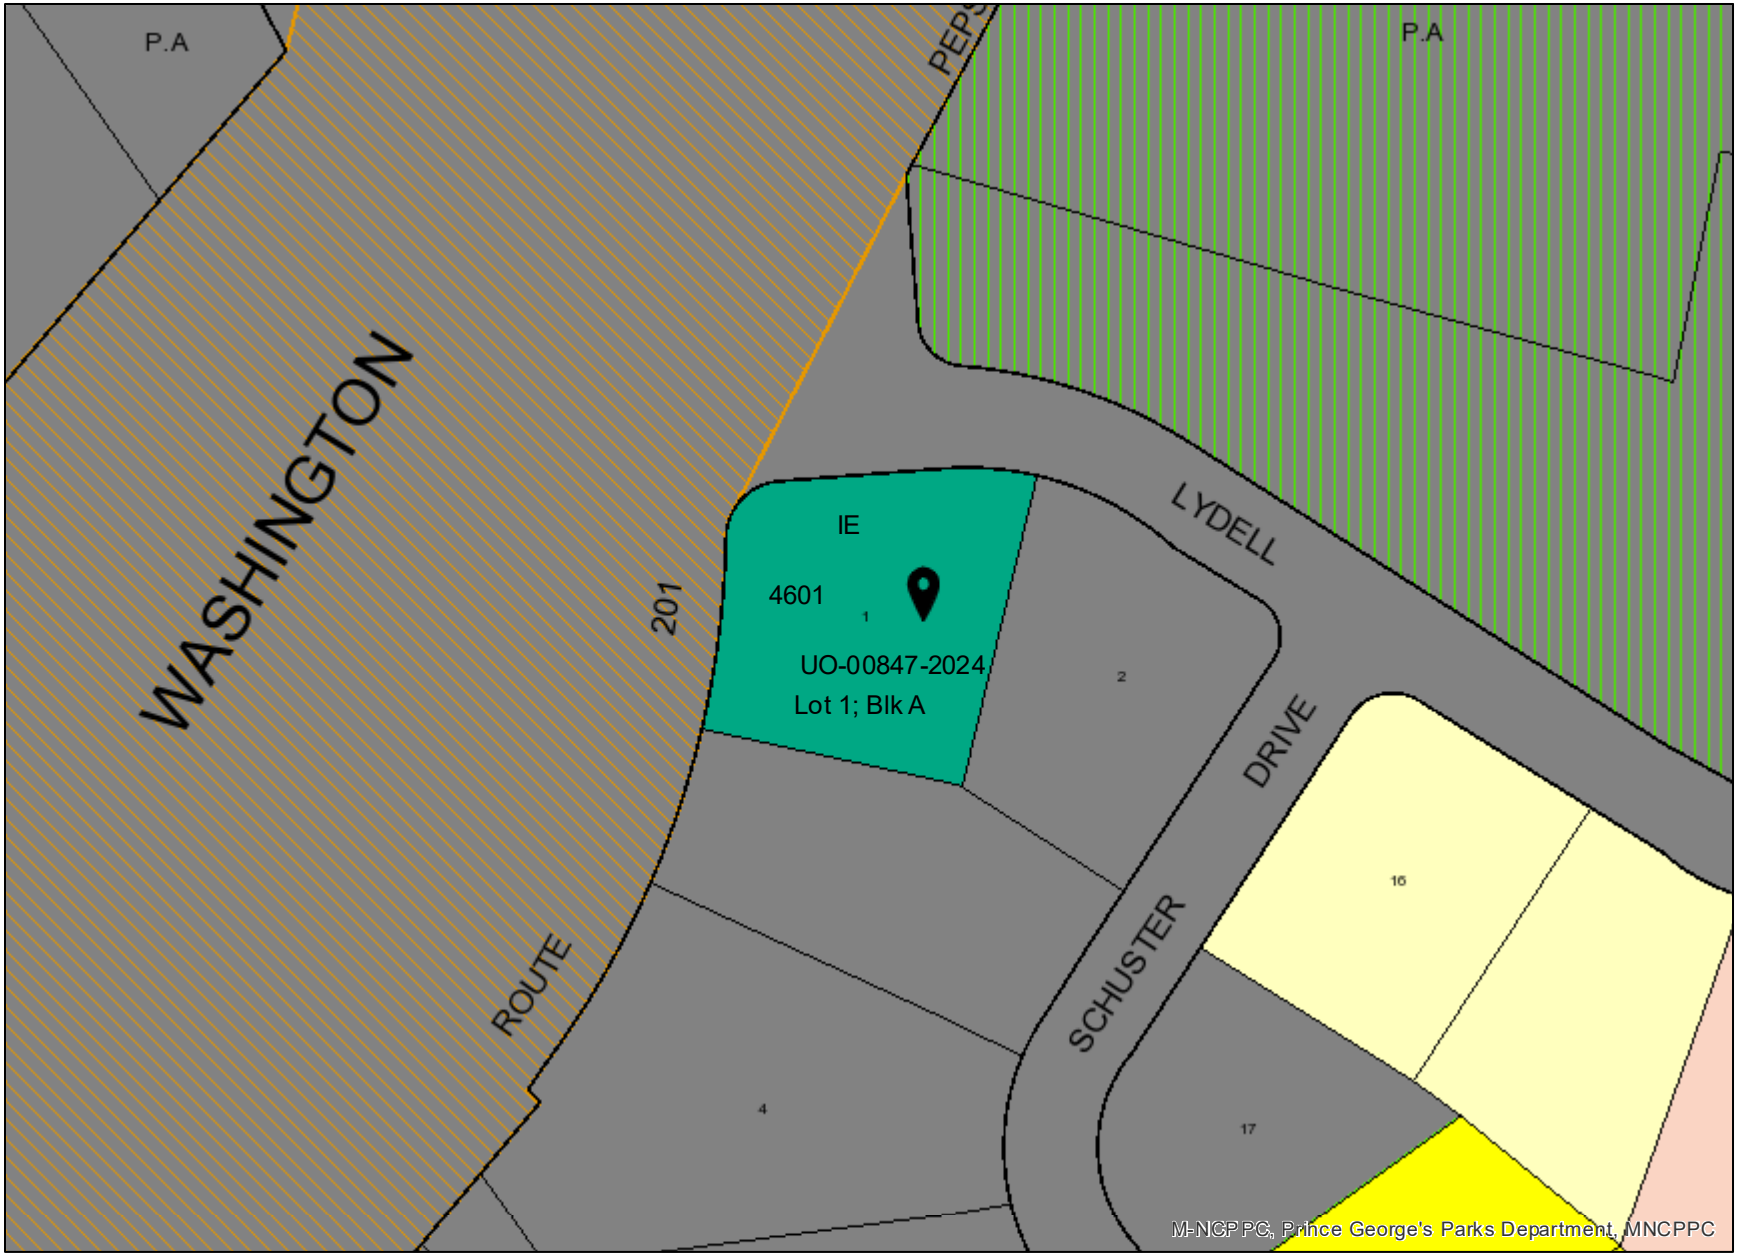 P.A
PEPS
P.A
WASHINGTON
LYDELL
IE
4601
1
201
UO-00847-2024
Lot 1; Blk A
2
DRIVE
16
SCHUSTER
ROUTE
4
17
M-NCPPC, Prince George's Parks Department, MNCPPC